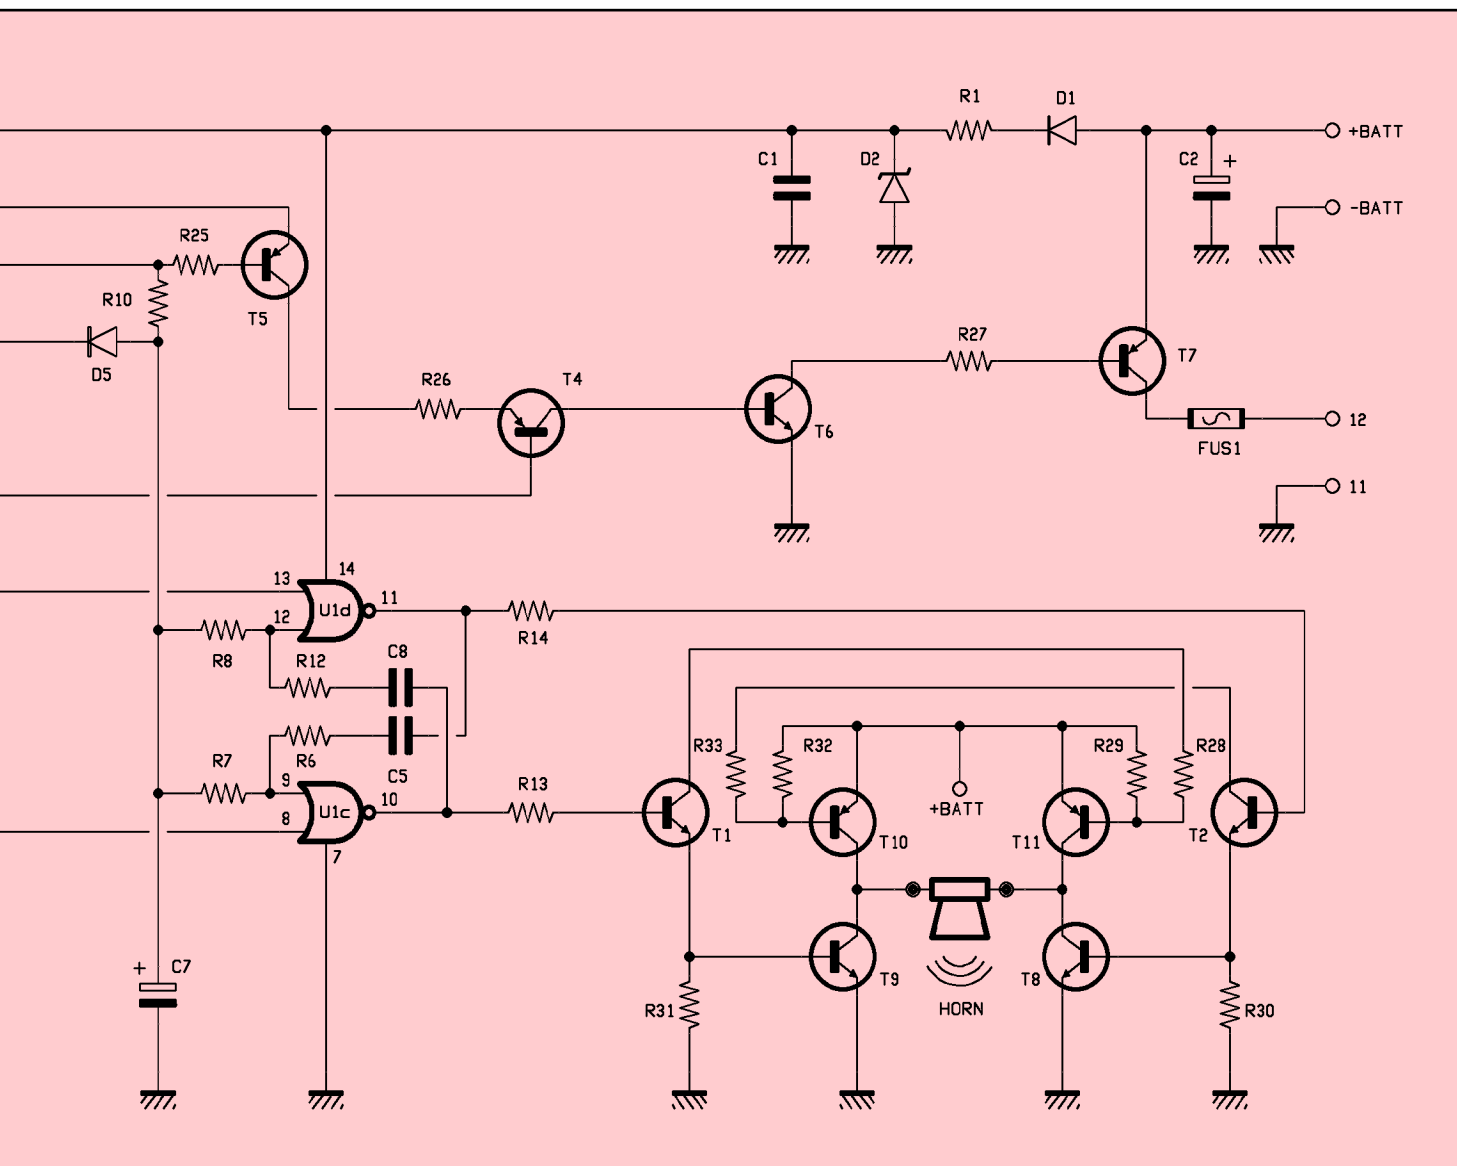 R1
D1
+BATT
C1
D2
C2
+
-BATT
R25
R10
T5
D5
R27
T7
R26
T4
T6
12
FUS1
11
13
14
U1d
11
12
R14
R8
R12
C8
R33
R32
R29
R28
R7
R6
C5
9
R13
10
U1c
8
+BATT
7
T1
T10
T11
T2
+
C7
T9
T8
R31
HORN
R30